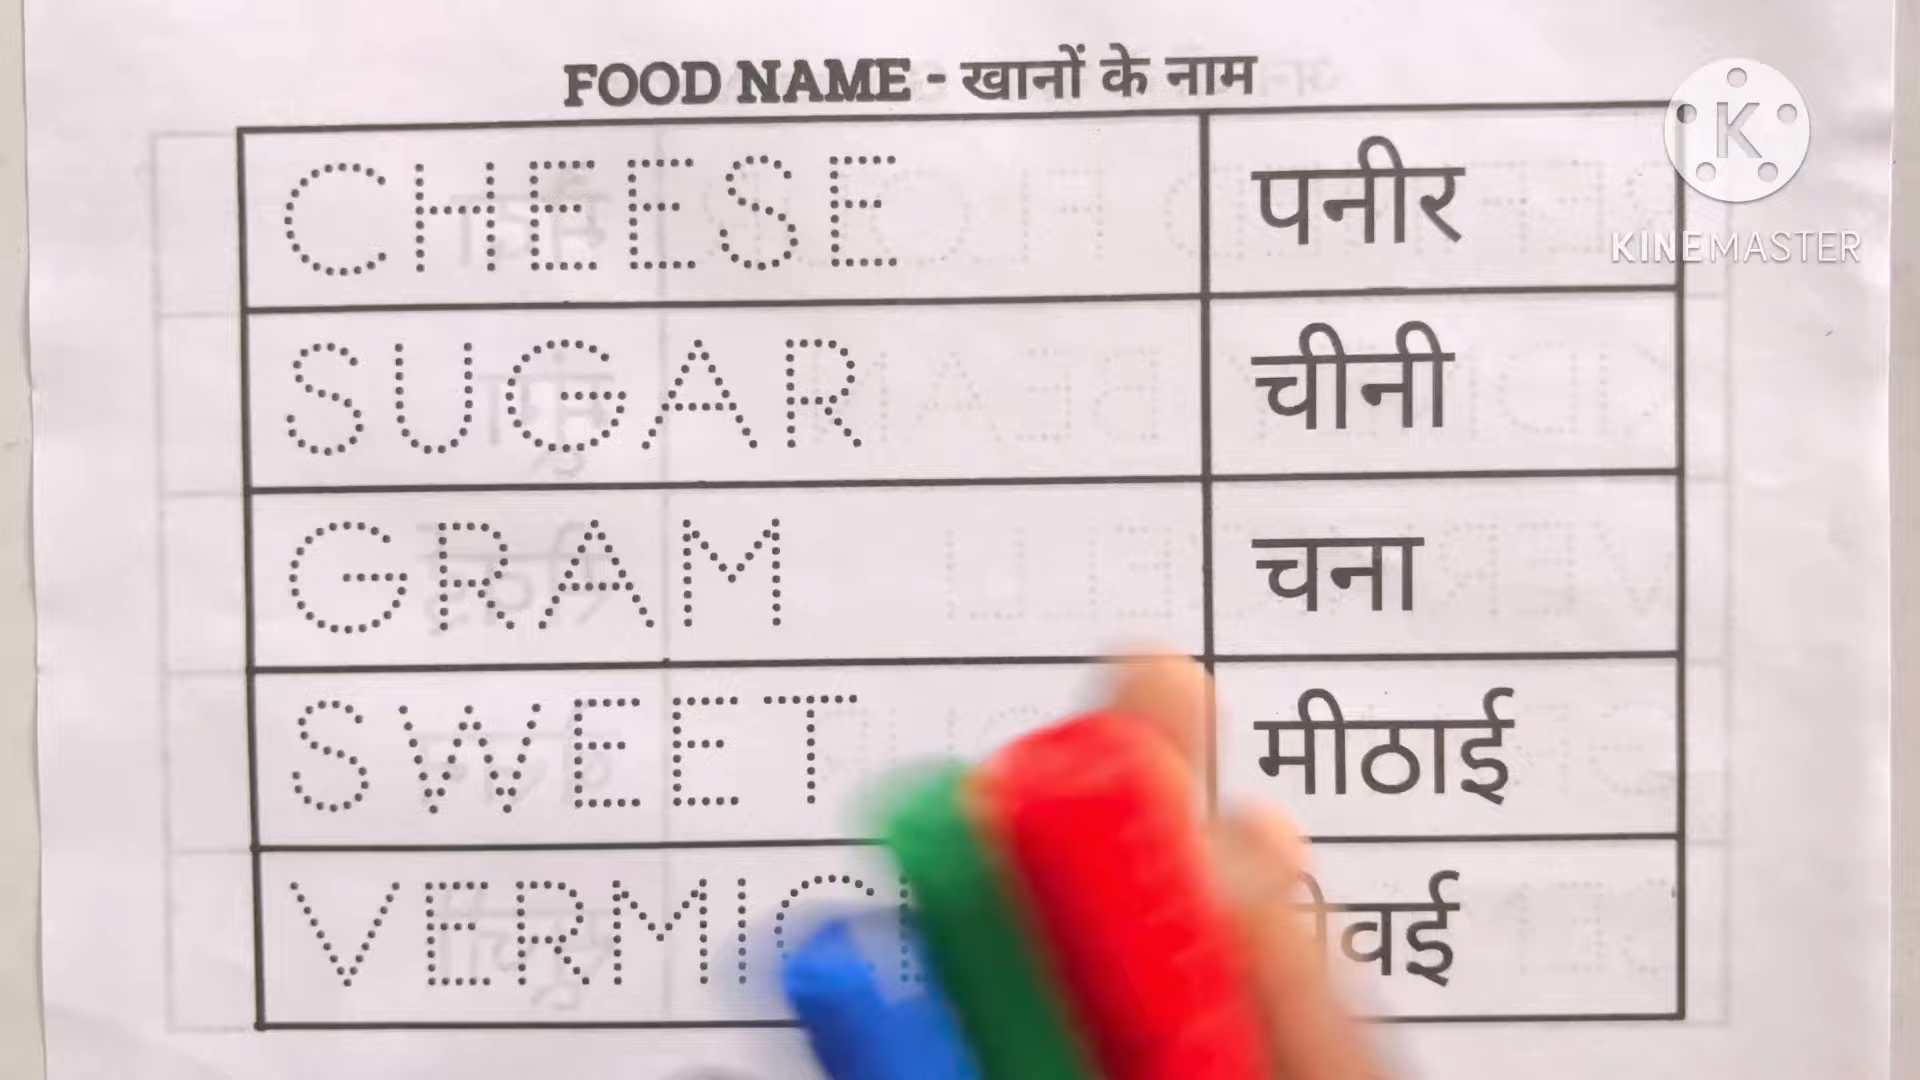 FOOD NAME - खानों के नाम
CHEESE पनीर
SUGAR चीनी
GRAM चना
SWEET मीठाई
KINEMASTER